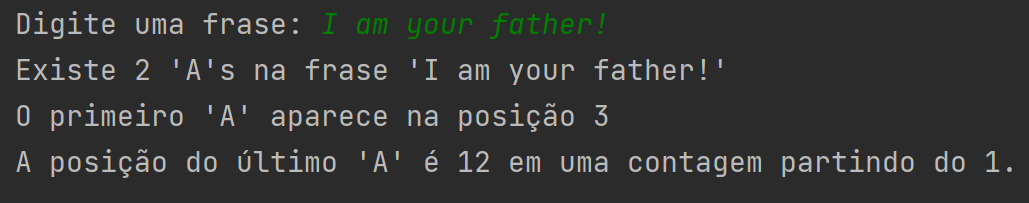 Digite uma frase: I am your father!
Existe 2 'A's na frase 'I am your father!'
O primeiro 'A' aparece na posição 3
A posição do último 'A' é 12 em uma contagem partindo do 1.